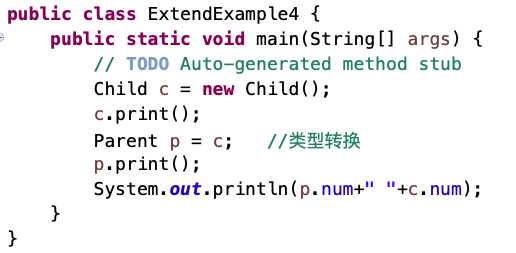 public class ExtendExample4 {
    public static void main(String[] args) {
        // TODO Auto-generated method stub
        Child c = new Child();
        c.print();
        Parent p = c;   //类型转换
        p.print();
        System.out.println(p.num+" "+c.num);
    }
}